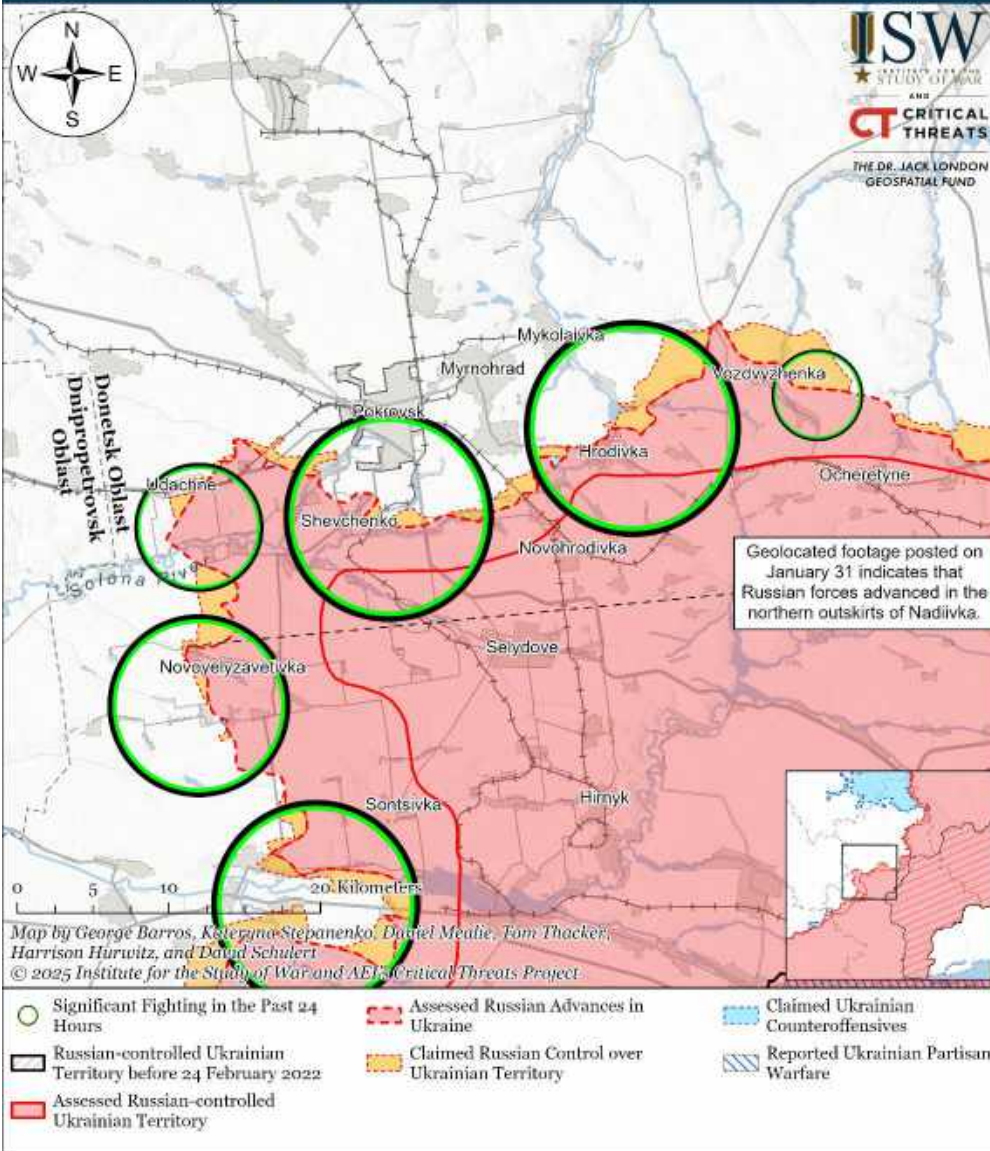 N
W E
S
ISW
INSTITUTE FOR THE
STUDY OF WAR
AND
CT CRITICAL
THREATS
THE DR. JACK LONDON
GEOSPATIAL FUND
Mykolaivka
Myrnohrad
Vozdvyzhenka
Pokrovsk
Donetsk Oblast
Dnipropetrovsk
Oblast
Hrodivka
Ocheretyne
Udachne
Shevchenko
Novohrodivka
Solona River
Geolocated footage posted on
January 31 indicates that
Russian forces advanced in the
northern outskirts of Nadiivka.
Selydove
Novoyelyzavetivka
Sontsivka
Hirnyk
0 5 10 20 Kilometers
Map by George Barros, Kateryna Stepanenko, Daniel Mealie, Tom Thacker,
Harrison Hurwitz, and David Schulert
© 2025 Institute for the Study of War and AEI's Critical Threats Project
Significant Fighting in the Past 24
Hours
Russian-controlled Ukrainian
Territory before 24 February 2022
Assessed Russian-controlled
Ukrainian Territory
Assessed Russian Advances in
Ukraine
Claimed Russian Control over
Ukrainian Territory
Claimed Ukrainian
Counteroffensives
Reported Ukrainian Partisan
Warfare